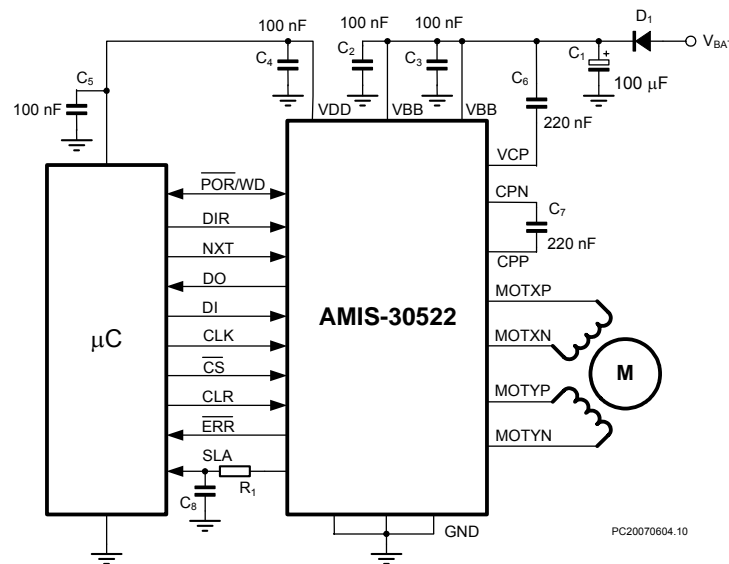 100 nF 100 nF 100 nF D1
C4 C2 C3 C1 + VBA
C5 C6 100 µF
100 nF VDD VBB VBB 220 nF
VCP
POR/WD CPN
DIR C7
NXT 220 nF
DO CPP
DI MOTXP
µC AMIS-30522
CLK MOTXN
CS M
CLR MOTYP
ERR MOTYN
SLA
C8 R1
GND PC20070604.10